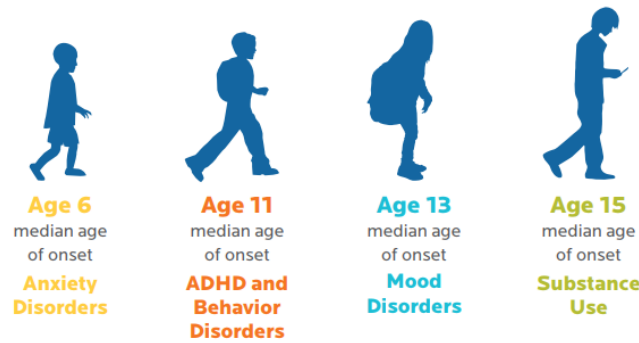 Age 6
median age
of onset
Anxiety
Disorders
Age 11
median age
of onset
ADHD and
Behavior
Disorders
Age 13
median age
of onset
Mood
Disorders
Age 15
median age
of onset
Substance
Use